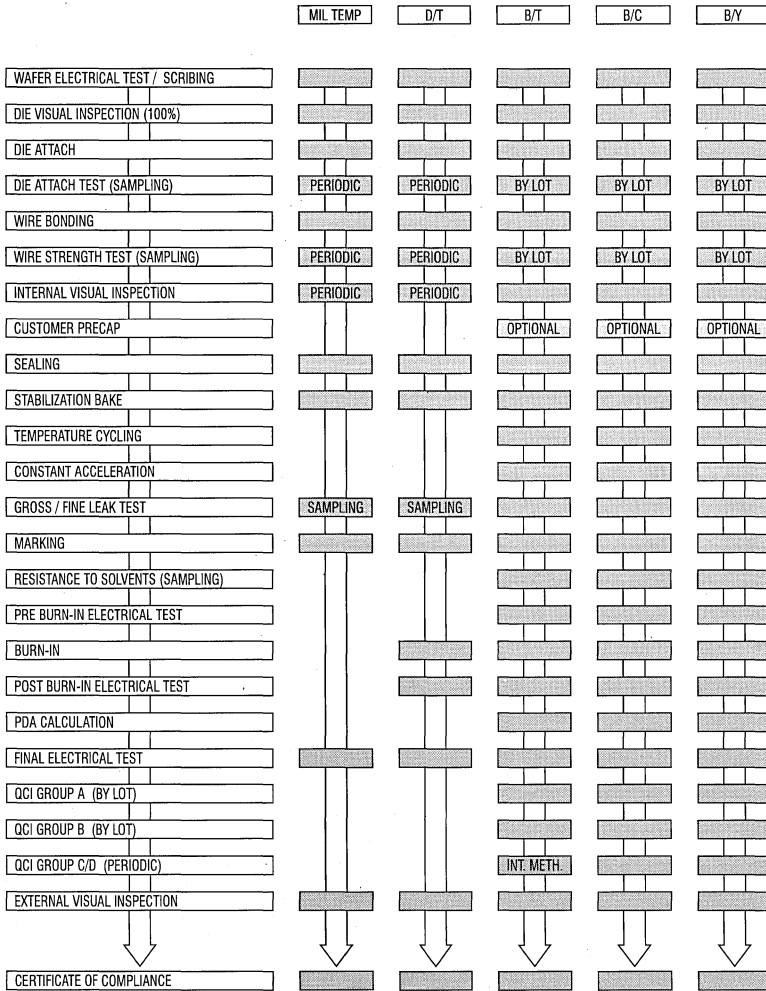 MIL TEMP D/T B/T B/C B/Y
WAFER ELECTRICAL TEST / SCRIBING
DIE VISUAL INSPECTION (100%)
DIE ATTACH
DIE ATTACH TEST (SAMPLING) PERIODIC PERIODIC BY LOT BY LOT BY LOT
WIRE BONDING
WIRE STRENGTH TEST (SAMPLING) PERIODIC PERIODIC BY LOT BY LOT BY LOT
INTERNAL VISUAL INSPECTION PERIODIC PERIODIC
CUSTOMER PRECAP OPTIONAL OPTIONAL OPTIONAL
SEALING
STABILIZATION BAKE
TEMPERATURE CYCLING
CONSTANT ACCELERATION
GROSS / FINE LEAK TEST SAMPLING SAMPLING
MARKING
RESISTANCE TO SOLVENTS (SAMPLING)
PRE BURN-IN ELECTRICAL TEST
BURN-IN
POST BURN-IN ELECTRICAL TEST
PDA CALCULATION
FINAL ELECTRICAL TEST
QCI GROUP A (BY LOT)
QCI GROUP B (BY LOT)
QCI GROUP C/D (PERIODIC) INT. METH.
EXTERNAL VISUAL INSPECTION
CERTIFICATE OF COMPLIANCE